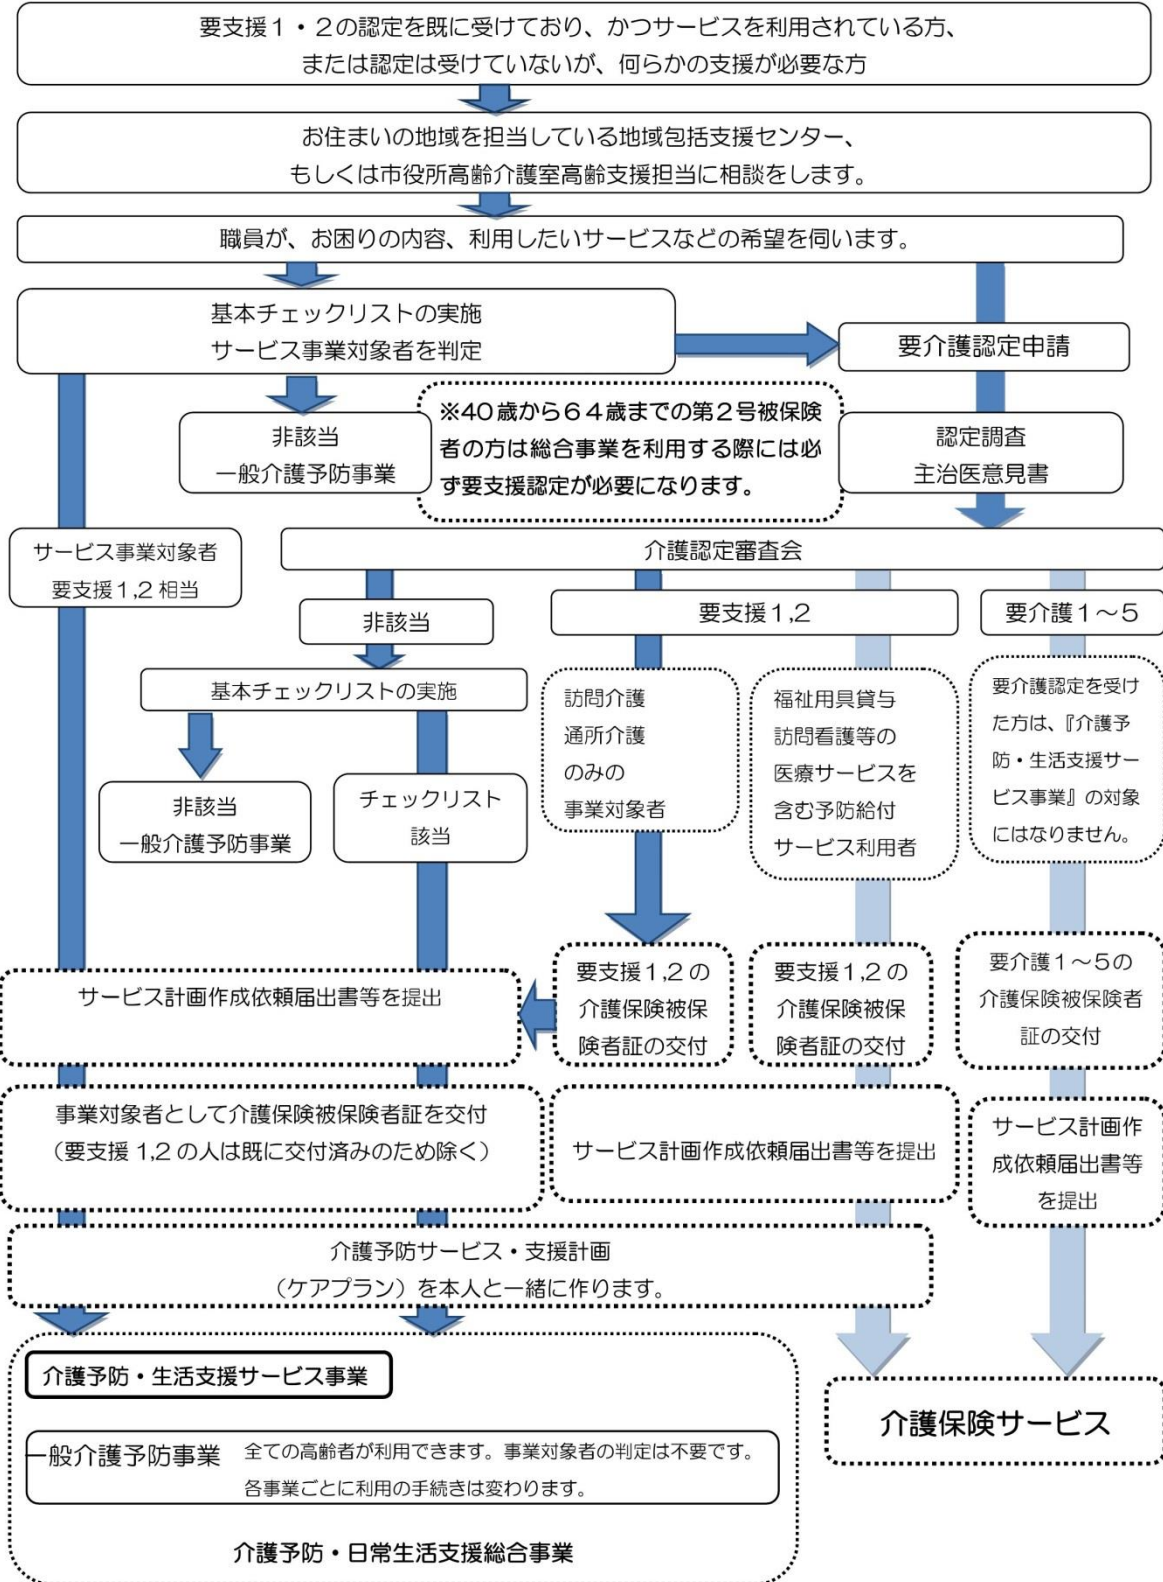 要支援１・２の認定を既に受けており、かつサービスを利用されている方、
または認定は受けていないが、何らかの支援が必要な方
お住まいの地域を担当している地域包括支援センター、
もしくは市役所高齢介護室高齢支援担当に相談をします。
職員が、お困りの内容、利用したいサービスなどの希望を伺います。
基本チェックリストの実施
サービス事業対象者を判定
要介護認定申請
非該当
一般介護予防事業
※40歳から６４歳までの第２号被保険
者の方は総合事業を利用する際には必
ず要支援認定が必要になります。
認定調査
主治医意見書
サービス事業対象者
要支援１,２相当
介護認定審査会
非該当
要支援１,２
要介護１～５
基本チェックリストの実施
非該当
一般介護予防事業
チェックリスト
該当
訪問介護
通所介護
のみの
事業対象者
福祉用具貸与
訪問看護等の
医療サービスを
含む予防給付
サービス利用者
要介護認定を受け
た方は、『介護予
防・生活支援サー
ビス事業』の対象
にはなりません。
サービス計画作成依頼届出書等を提出
要支援１,２の
介護保険被保
険者証の交付
要支援１,２の
介護保険被保
険者証の交付
要介護１～５の
介護保険被保険者
証の交付
事業対象者として介護保険被保険者証を交付
（要支援 1,2 の人は既に交付済みのため除く）
サービス計画作成依頼届出書等を提出
サービス計画作
成依頼届出書等
を提出
介護予防サービス・支援計画
（ケアプラン）を本人と一緒に作ります。
介護予防・生活支援サービス事業
一般介護予防事業 全ての高齢者が利用できます。事業対象者の判定は不要です。
各事業ごとに利用の手続きは変わります。
介護予防・日常生活支援総合事業
介護保険サービス